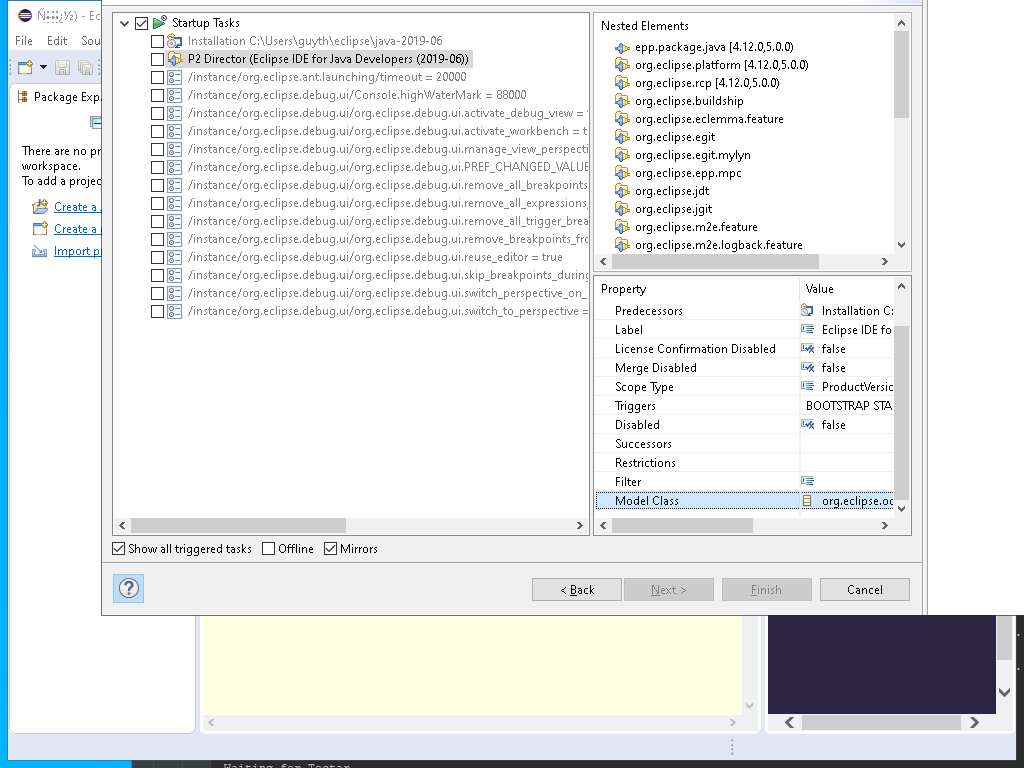 File Edit
Package
There are no
workspace.
To add a
Create a
Create a
Import
Startup Tasks
Installation C:\Users\guyth\eclipse\java-2019-06
P2 Director (Eclipse IDE for Java Developers (2019-06))
/instance/org.eclipse.ant.launching/timeout = 20000
/instance/org.eclipse.debug.ui/Console.highWaterMark = 88000
/instance/org.eclipse.debug.ui/org.eclipse.debug.ui.activate_debug_view =
/instance/org.eclipse.debug.ui/org.eclipse.debug.ui.activate_workbench = t
/instance/org.eclipse.debug.ui/org.eclipse.debug.ui.manage_view_perspecti
/instance/org.eclipse.debug.ui/org.eclipse.debug.ui.PREF_CHANGED_VALUE
/instance/org.eclipse.debug.ui/org.eclipse.debug.ui.remove_all_breakpoints
/instance/org.eclipse.debug.ui/org.eclipse.debug.ui.remove_all_expressions_
/instance/org.eclipse.debug.ui/org.eclipse.debug.ui.remove_all_trigger_brea
/instance/org.eclipse.debug.ui/org.eclipse.debug.ui.remove_breakpoints_fro
/instance/org.eclipse.debug.ui/org.eclipse.debug.ui.reuse_editor = true
/instance/org.eclipse.debug.ui/org.eclipse.debug.ui.skip_breakpoints_during
/instance/org.eclipse.debug.ui/org.eclipse.debug.ui.switch_perspective_on_
/instance/org.eclipse.debug.ui/org.eclipse.debug.ui.switch_to_perspective =
Nested Elements
epp.package.java [4.12.0,5.0.0)
org.eclipse.platform [4.12.0,5.0.0)
org.eclipse.rcp [4.12.0,5.0.0)
org.eclipse.buildship
org.eclipse.eclemma.feature
org.eclipse.egit
org.eclipse.egit.mylyn
org.eclipse.epp.mpc
org.eclipse.jdt
org.eclipse.jgit
org.eclipse.m2e.feature
org.eclipse.m2e.logback.feature
Property Value
Predecessors Installation C:
Label Eclipse IDE fo
License Confirmation Disabled false
Merge Disabled false
Scope Type ProductVersic
Triggers BOOTSTRAP STA
Disabled false
Successors
Restrictions
Filter
Model Class org.eclipse.oo
Show all triggered tasks Offline Mirrors
? < Back Next > Finish Cancel